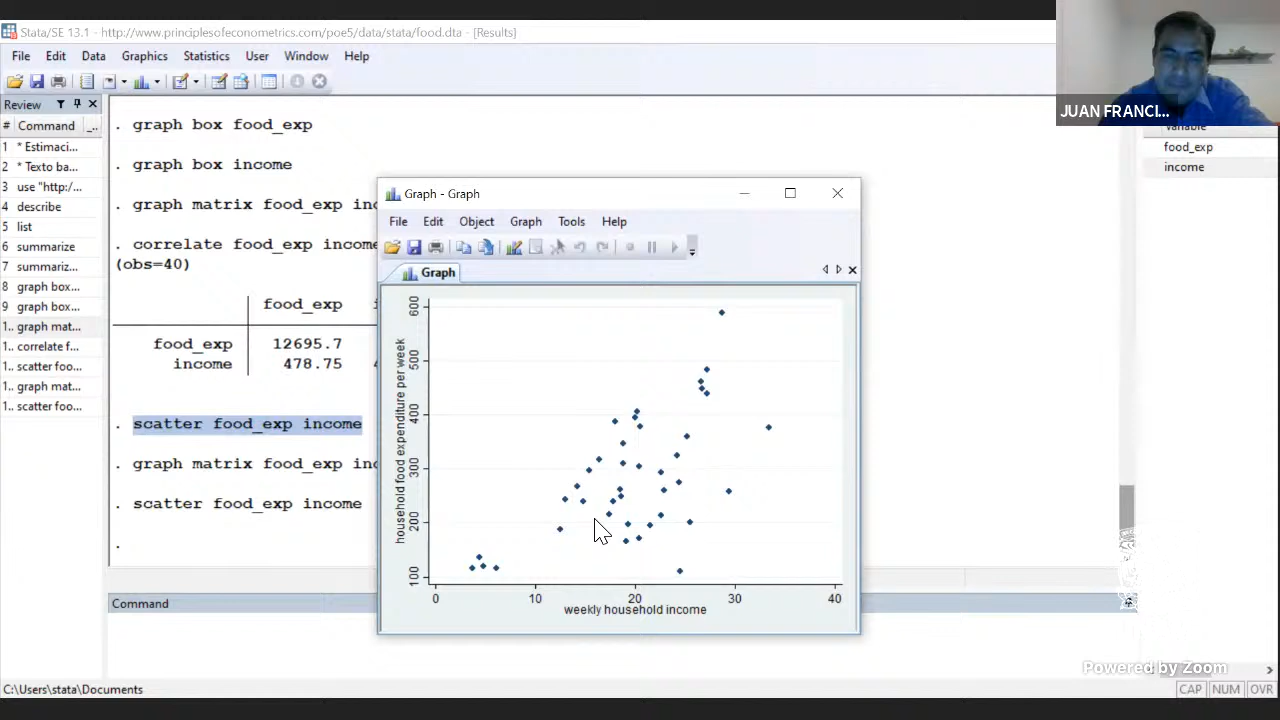 Stata/SE 13.1 - http://www.principlesofeconometrics.com/poe5/data/stata/food.dta - [Results]
File Edit Data Graphics Statistics User Window Help
Review
# Command
1 * Estimaci...
2 * Texto ba...
3 use "http:/...
4 describe
5 list
6 summarize
7 summariz...
8 graph box...
9 graph box...
1.. graph mat...
1.. correlate f...
1.. scatter foo...
1.. graph mat...
1.. scatter foo...
. graph box food_exp
. graph box income
. graph matrix food_exp inc
. correlate food_exp income
(obs=40)
food_exp
food_exp 12695.7
income 478.75
. scatter food_exp income
. graph matrix food_exp inc
. scatter food_exp income
.
Graph - Graph
File Edit Object Graph Tools Help
Graph
household food expenditure per week
600
500
400
300
200
100
0 10 20 30 40
weekly household income
JUAN FRANCI...
Variable
food_exp
income
Command
Powered by Zoom
C:\Users\stata\Documents
CAP NUM OVR